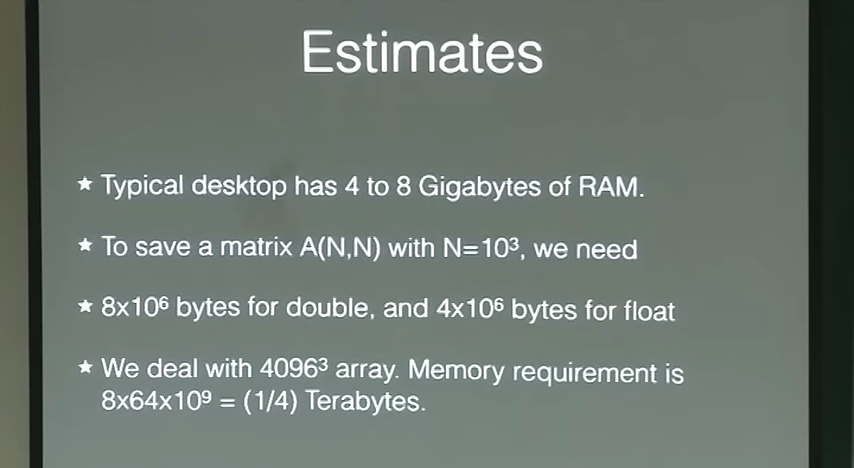 Estimates
★ Typical desktop has 4 to 8 Gigabytes of RAM.
★ To save a matrix A(N,N) with N=10³, we need
★ 8x10⁶ bytes for double, and 4x10⁶ bytes for float
★ We deal with 4096³ array. Memory requirement is
8x64x10⁹ = (1/4) Terabytes.